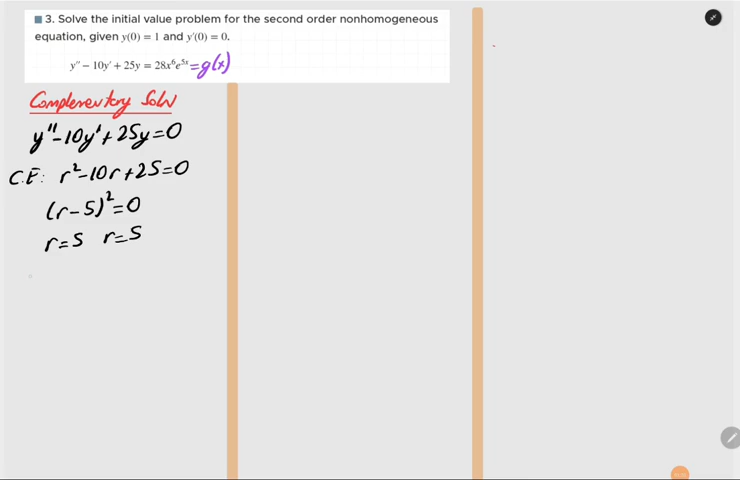 3. Solve the initial value problem for the second order nonhomogeneous
equation, given y(0) = 1 and y′(0) = 0.
y″ − 10y′ + 25y = 28x⁶e⁵ˣ = g(x)
Complementary Soln
y″ − 10y′ + 25y = 0
C.E: r² − 10r + 25 = 0
(r − 5)² = 0
r = 5 r = 5